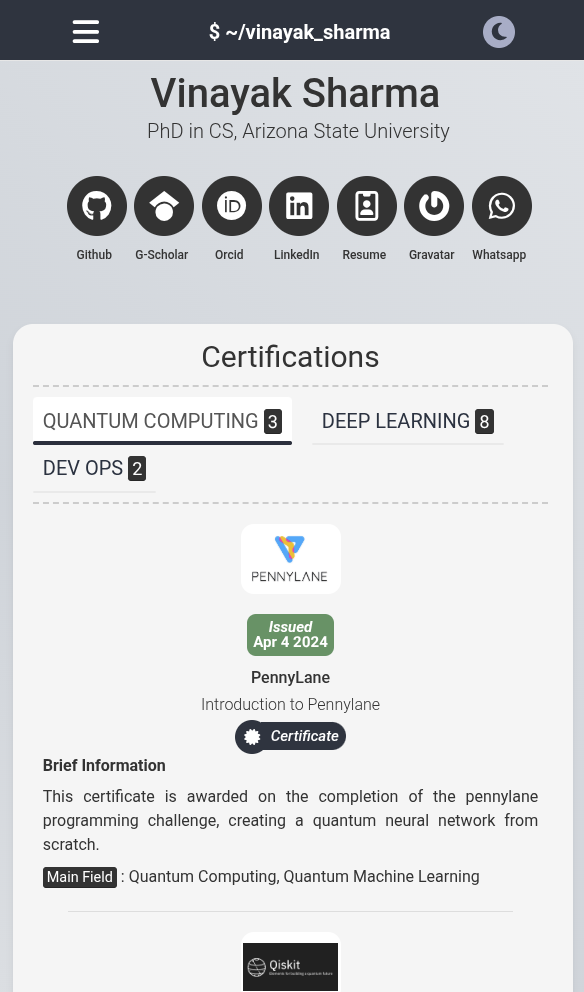 $ ~/vinayak_sharma
Vinayak Sharma
PhD in CS, Arizona State University
iD
in
Github G-Scholar Orcid LinkedIn Resume Gravatar Whatsapp
Certifications
QUANTUM COMPUTING 3 DEEP LEARNING 8
DEV OPS 2
PENNYLANE
Issued
Apr 4 2024
PennyLane
Introduction to Pennylane
Certificate
Brief Information
This certificate is awarded on the completion of the pennylane
programming challenge, creating a quantum neural network from
scratch.
Main Field : Quantum Computing, Quantum Machine Learning
Qiskit